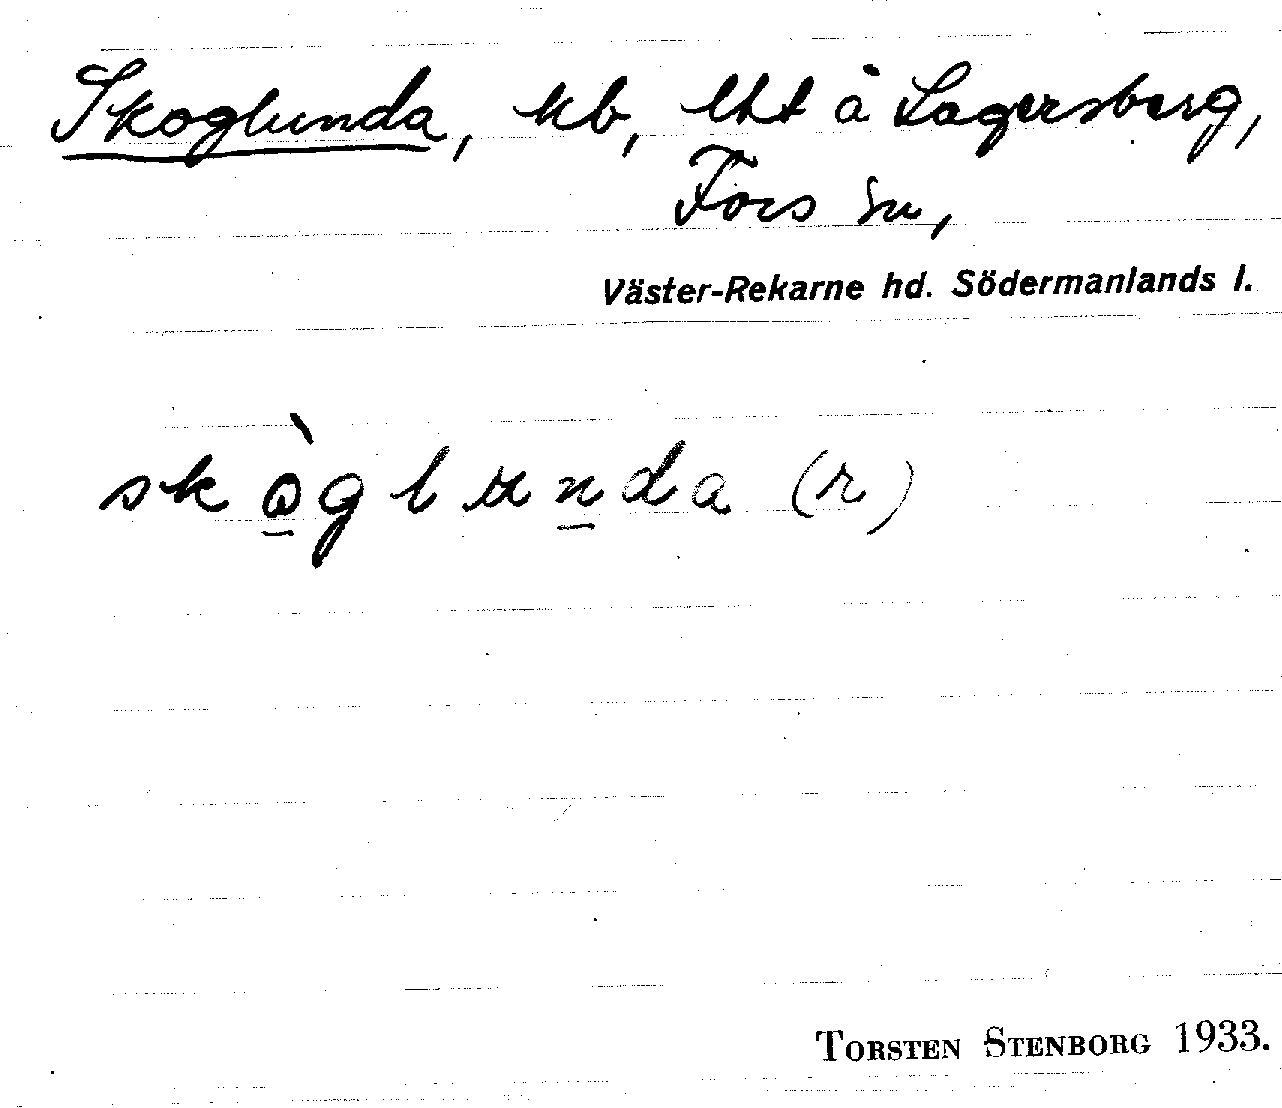 Skoglunda, kb, lht å Lagersberg,
Fors sn,
Väster-Rekarne hd. Södermanlands l.
skòglunda (r)
TORSTEN STENBORG 1933.